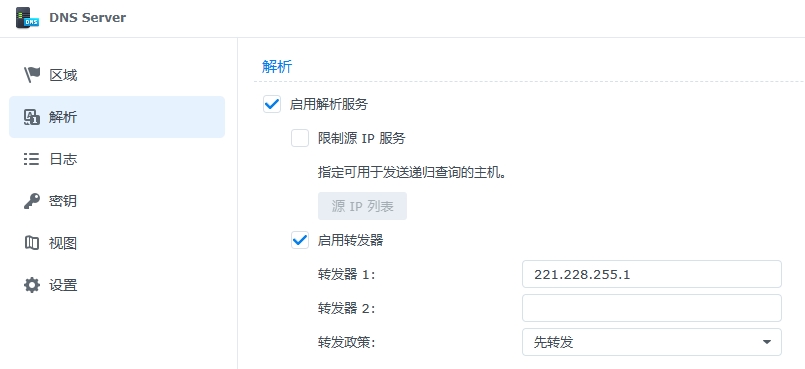 DNS Server
区域
解析
日志
密钥
视图
设置
解析
启用解析服务
限制源 IP 服务
指定可用于发送递归查询的主机。
源 IP 列表
启用转发器
转发器 1: 221.228.255.1
转发器 2:
转发政策: 先转发